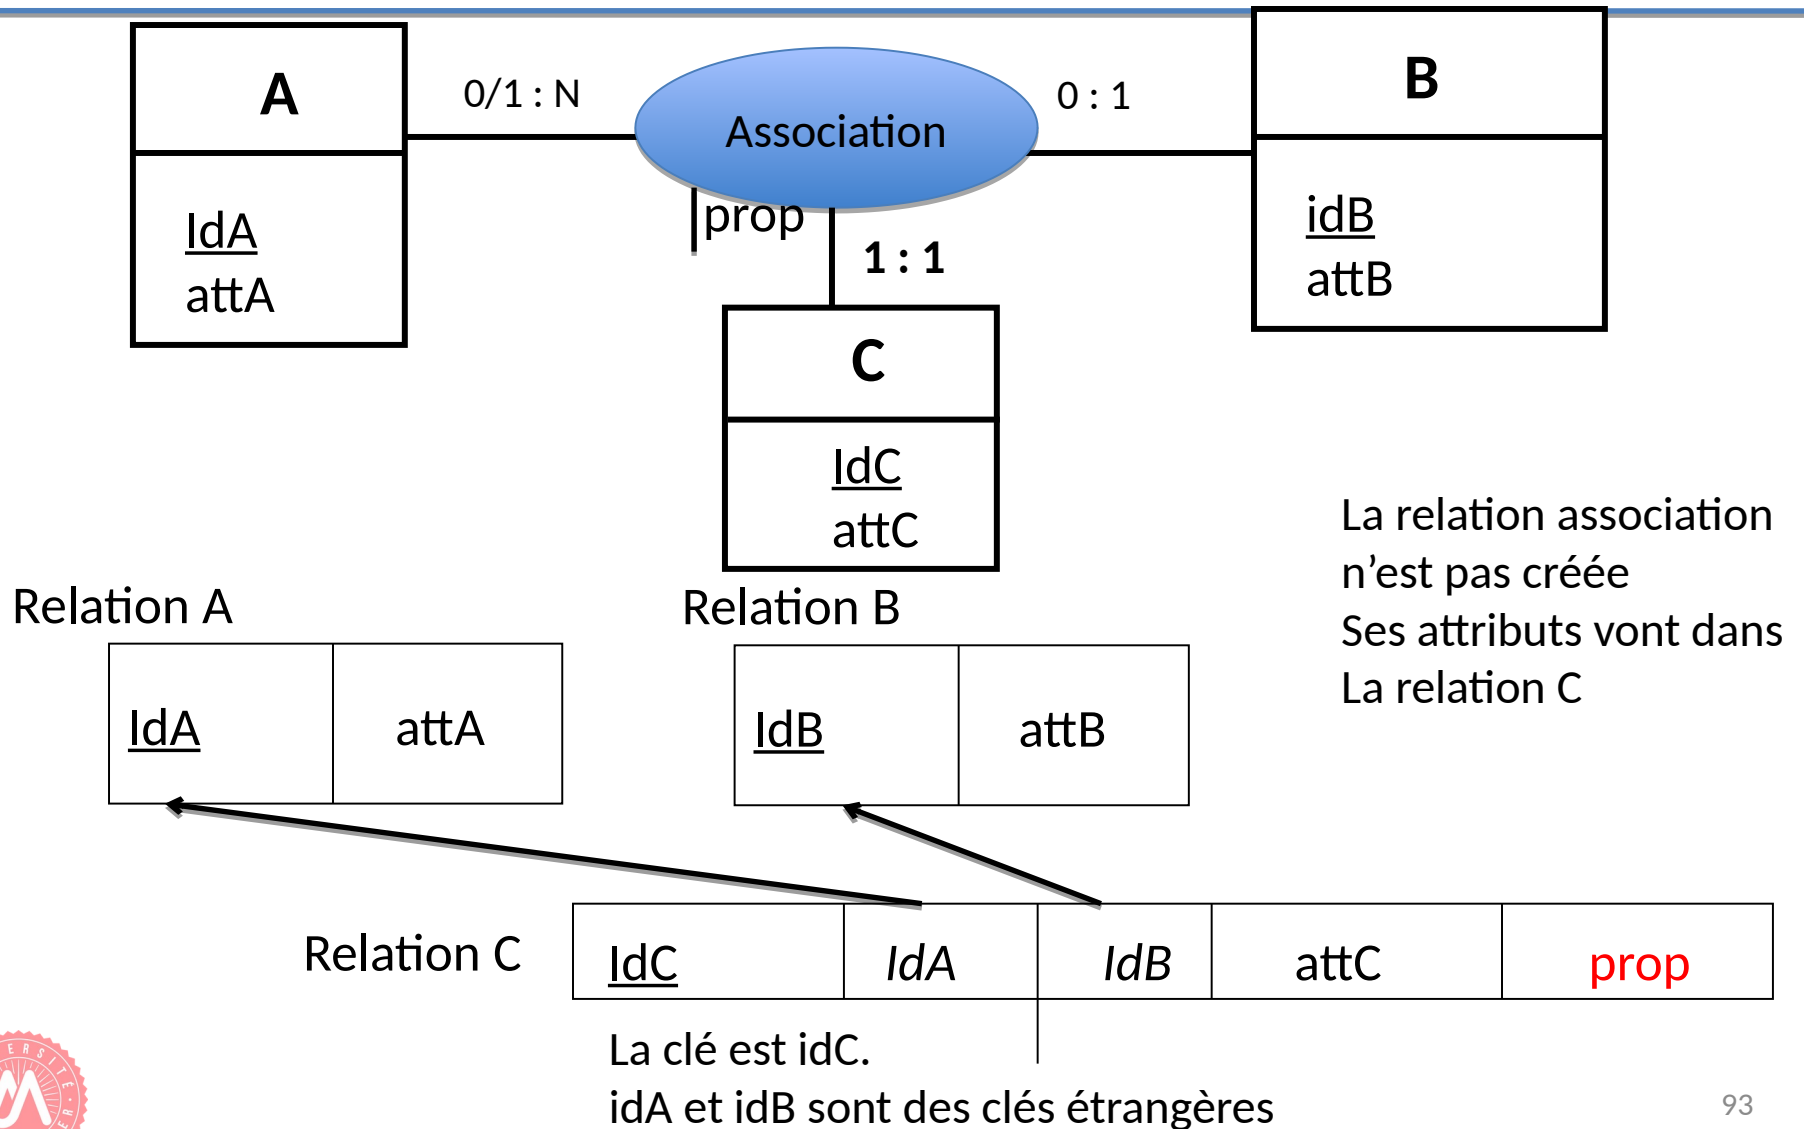 A
0/1 : N
Association
0 : 1
B
IdA
attA
prop
1 : 1
idB
attB
C
IdC
attC
La relation association
n’est pas créée
Ses attributs vont dans
La relation C
Relation A
Relation B
IdA attA
IdB attB
Relation C
IdC IdA IdB attC prop
La clé est idC.
idA et idB sont des clés étrangères
93